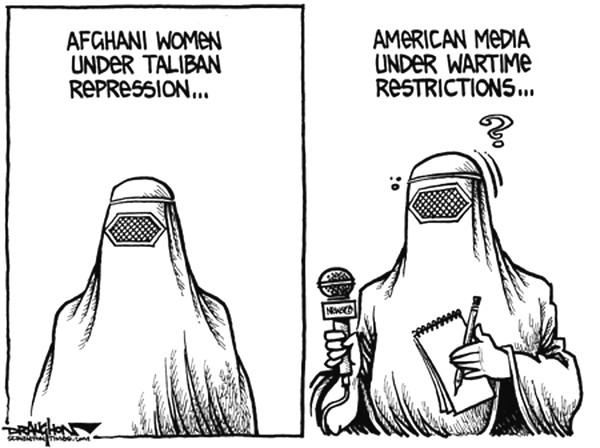 AFGHANI WOMEN
UNDER TALIBAN
REPRESSION...
AMERICAN MEDIA
UNDER WARTIME
RESTRICTIONS...
?
DRAUGHON